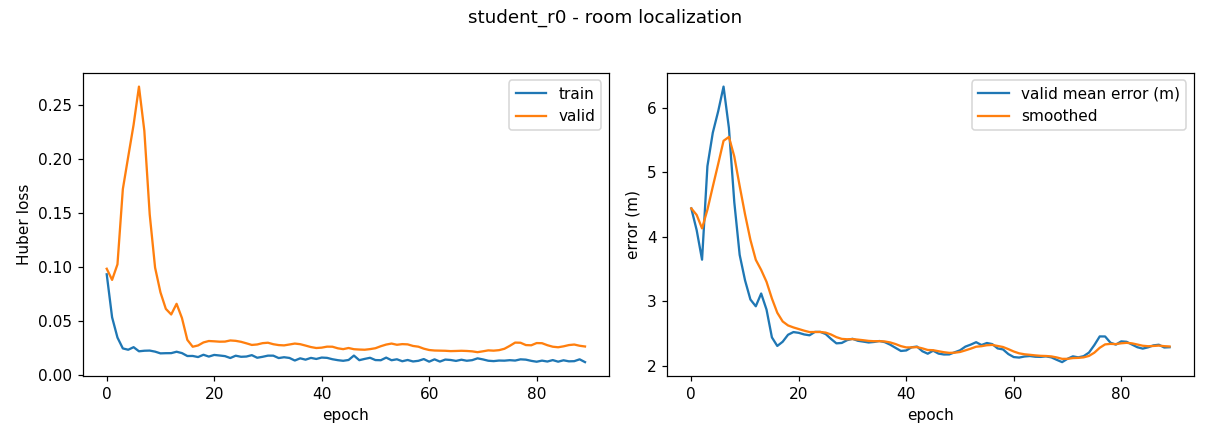 student_r0 - room localization
Huber loss
0.25
0.20
0.15
0.10
0.05
0.00
train
valid
0 20 40 60 80
epoch
error (m)
6
5
4
3
2
valid mean error (m)
smoothed
0 20 40 60 80
epoch